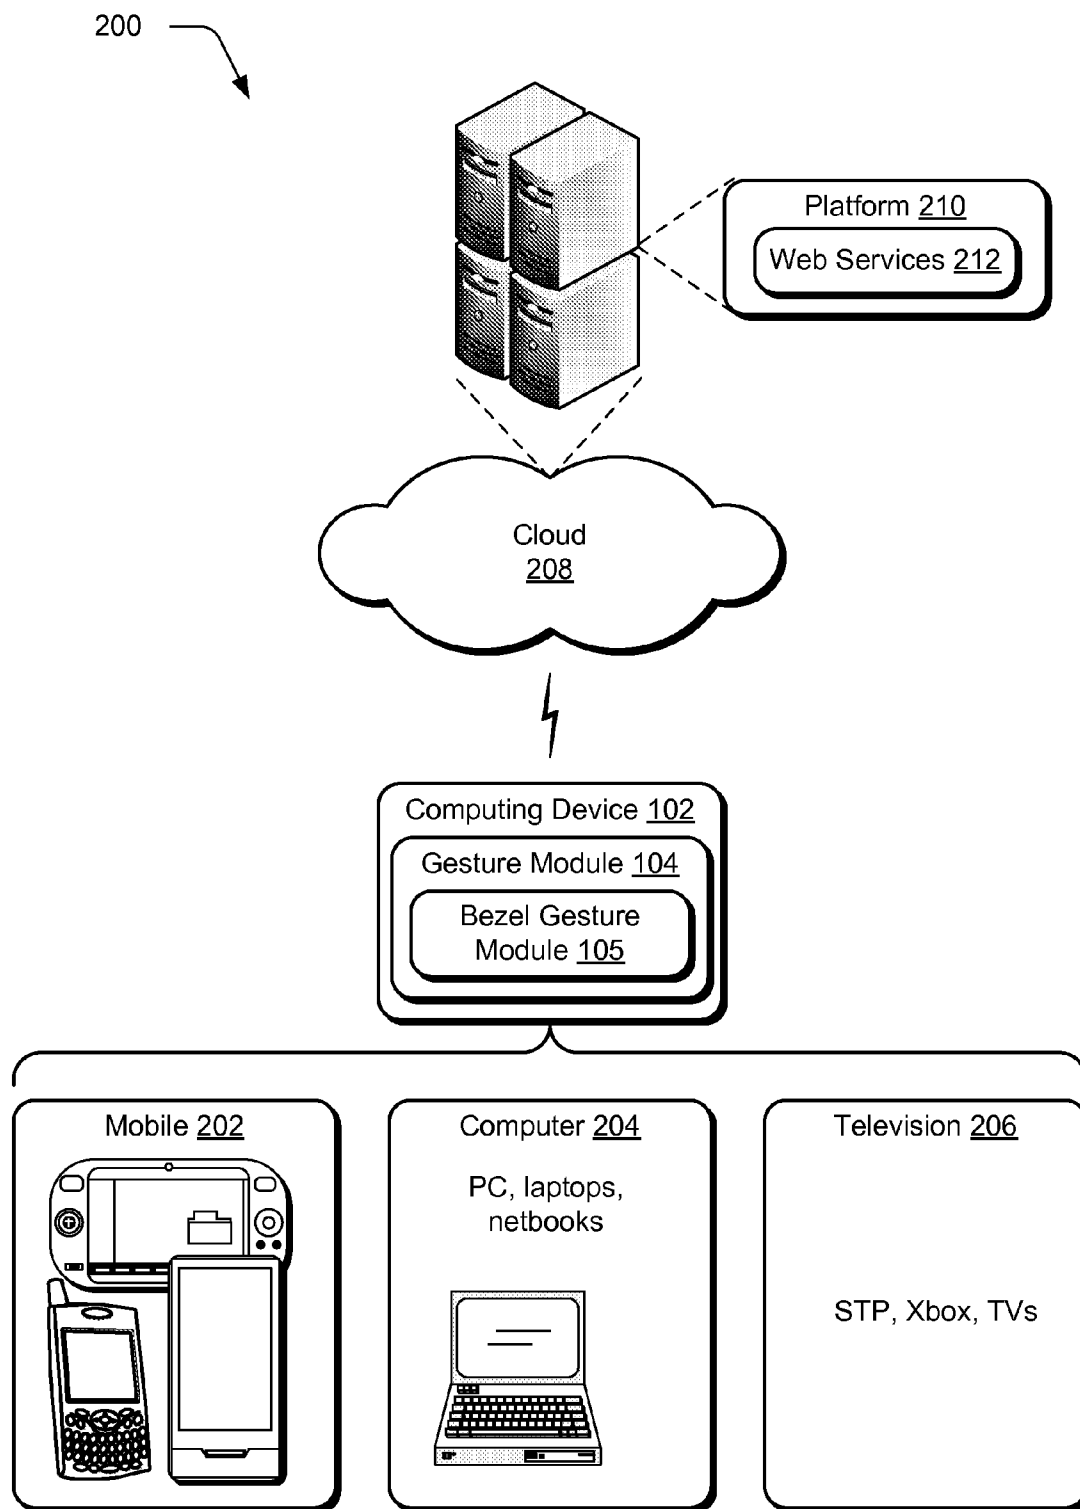 200
Platform 210
Web Services 212
Cloud
208
Computing Device 102
Gesture Module 104
Bezel Gesture
Module 105
Mobile 202
Computer 204
PC, laptops,
netbooks
Television 206
STP, Xbox, TVs